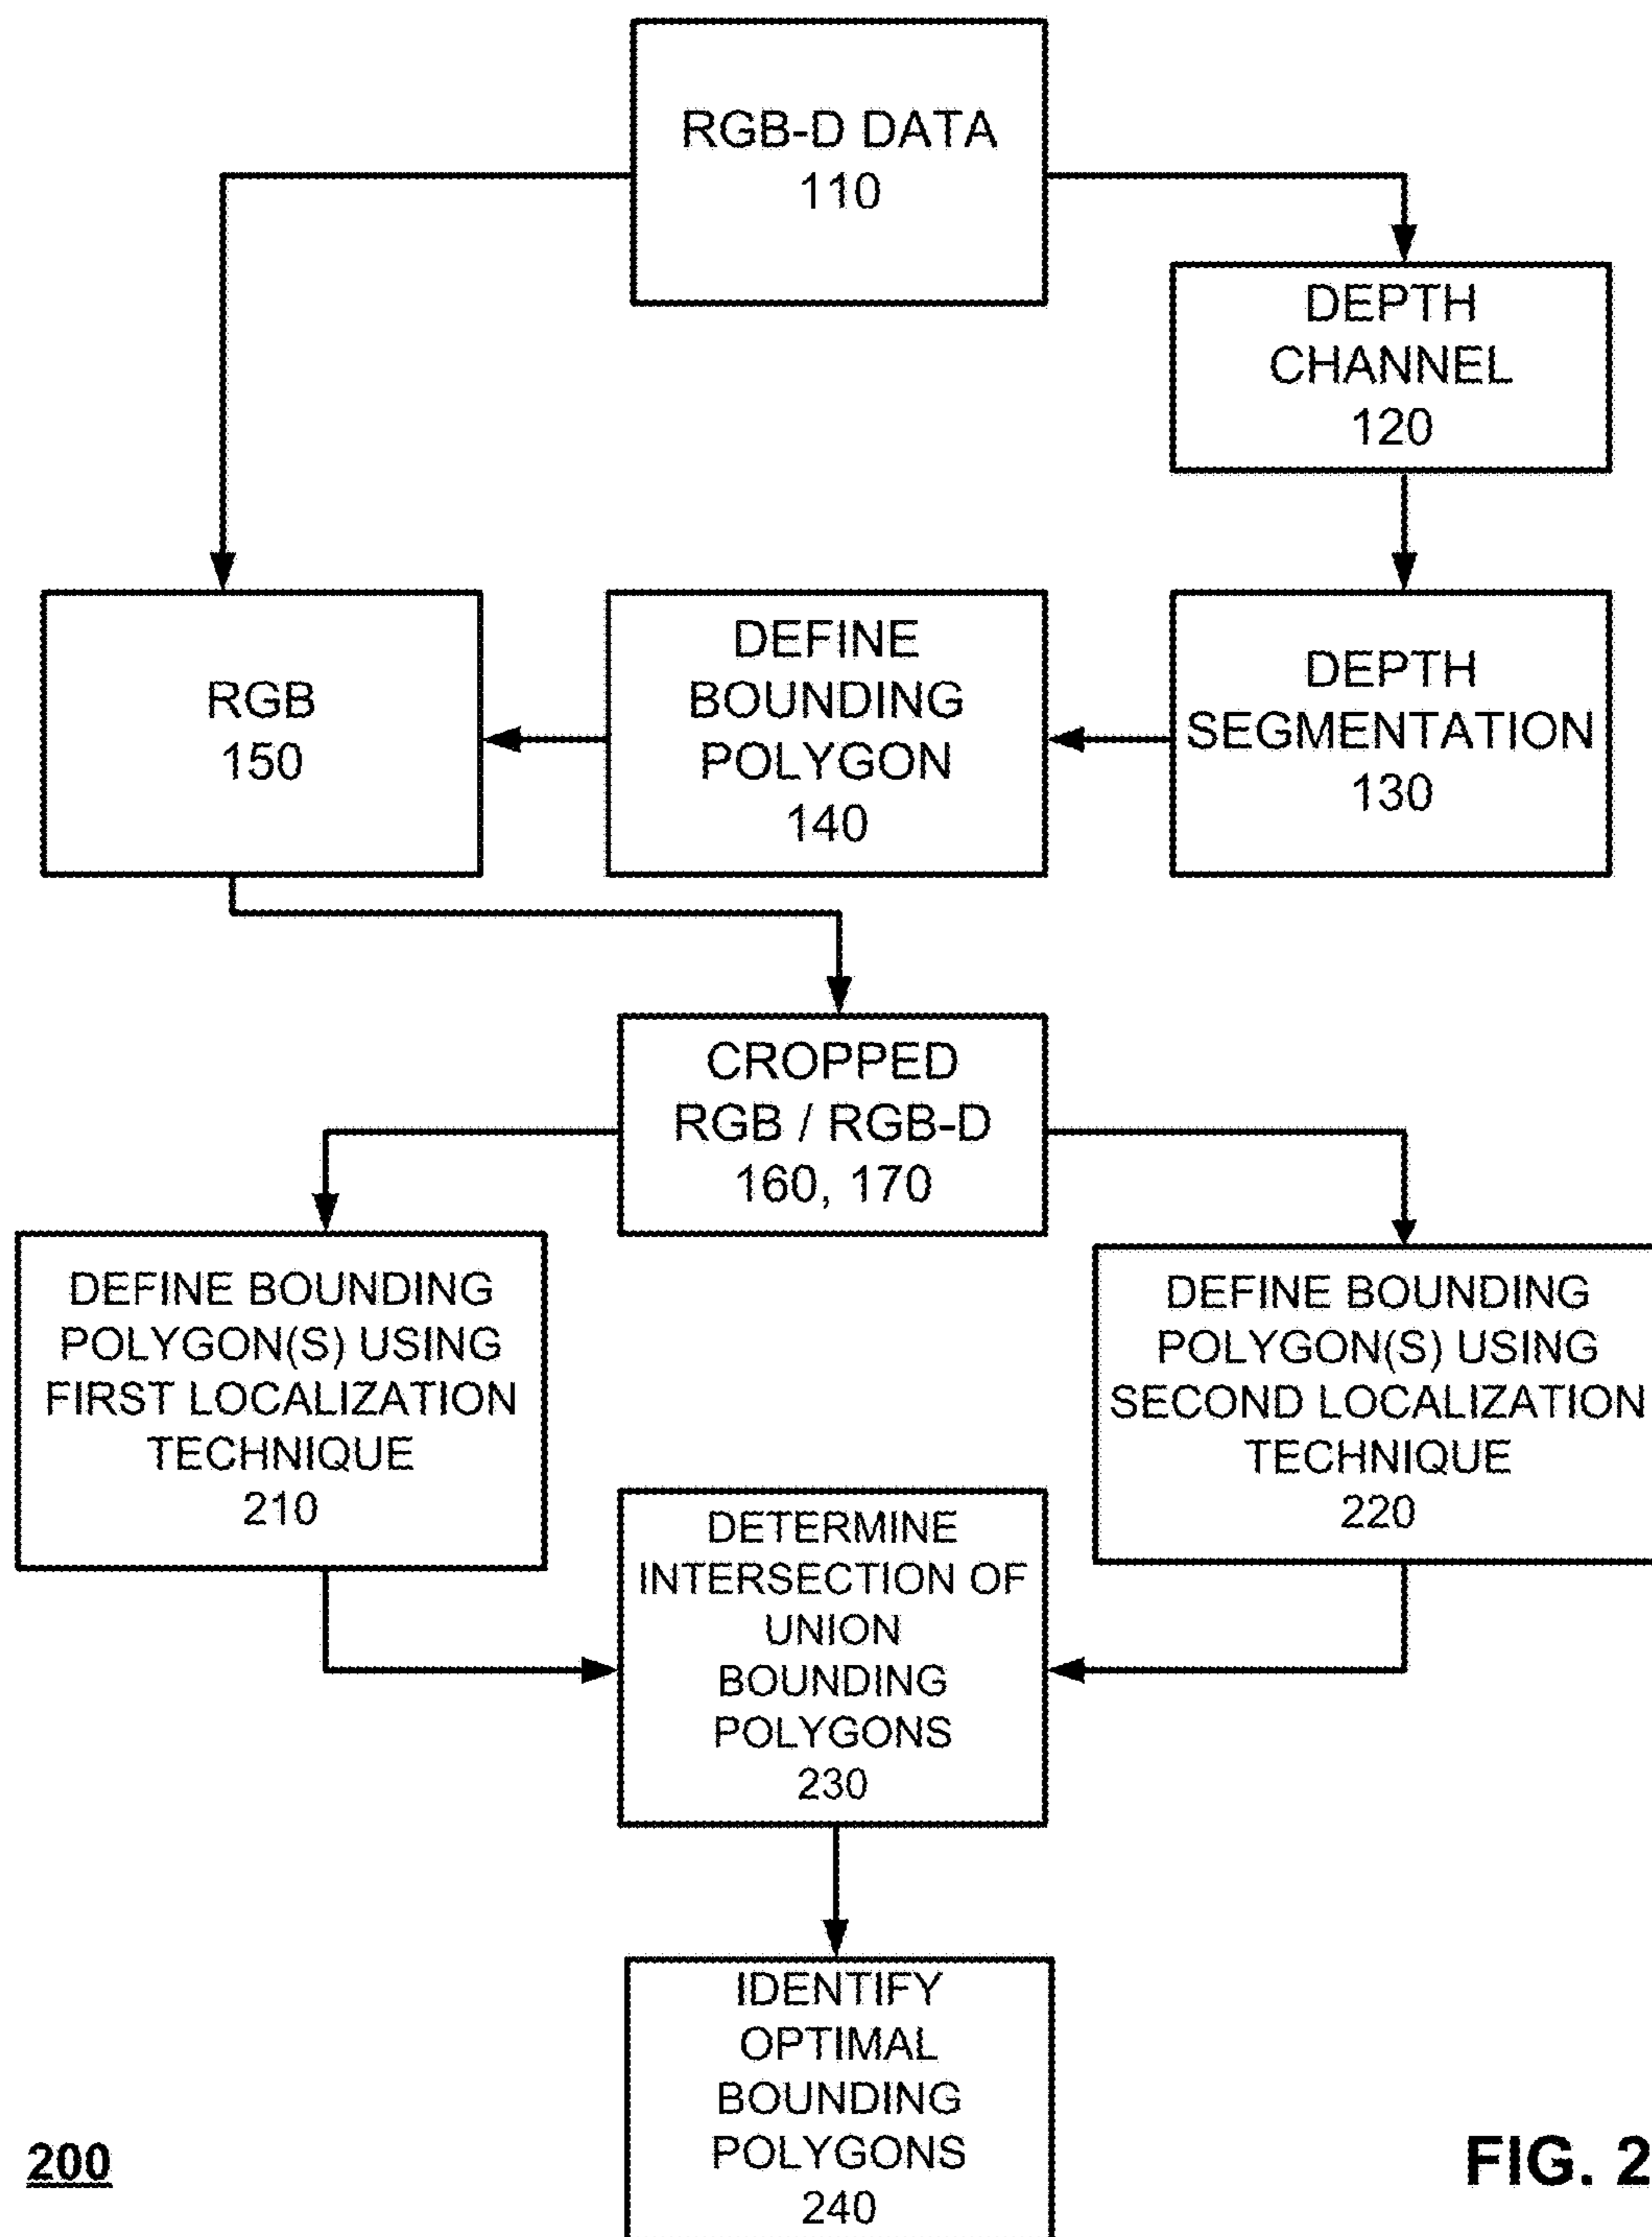 RGB-D DATA
110
DEPTH
CHANNEL
120
RGB
150
DEFINE
BOUNDING
POLYGON
140
DEPTH
SEGMENTATION
130
CROPPED
RGB / RGB-D
160, 170
DEFINE BOUNDING
POLYGON(S) USING
FIRST LOCALIZATION
TECHNIQUE
210
DEFINE BOUNDING
POLYGON(S) USING
SECOND LOCALIZATION
TECHNIQUE
220
DETERMINE
INTERSECTION OF
UNION
BOUNDING
POLYGONS
230
IDENTIFY
OPTIMAL
BOUNDING
POLYGONS
240
200
FIG. 2